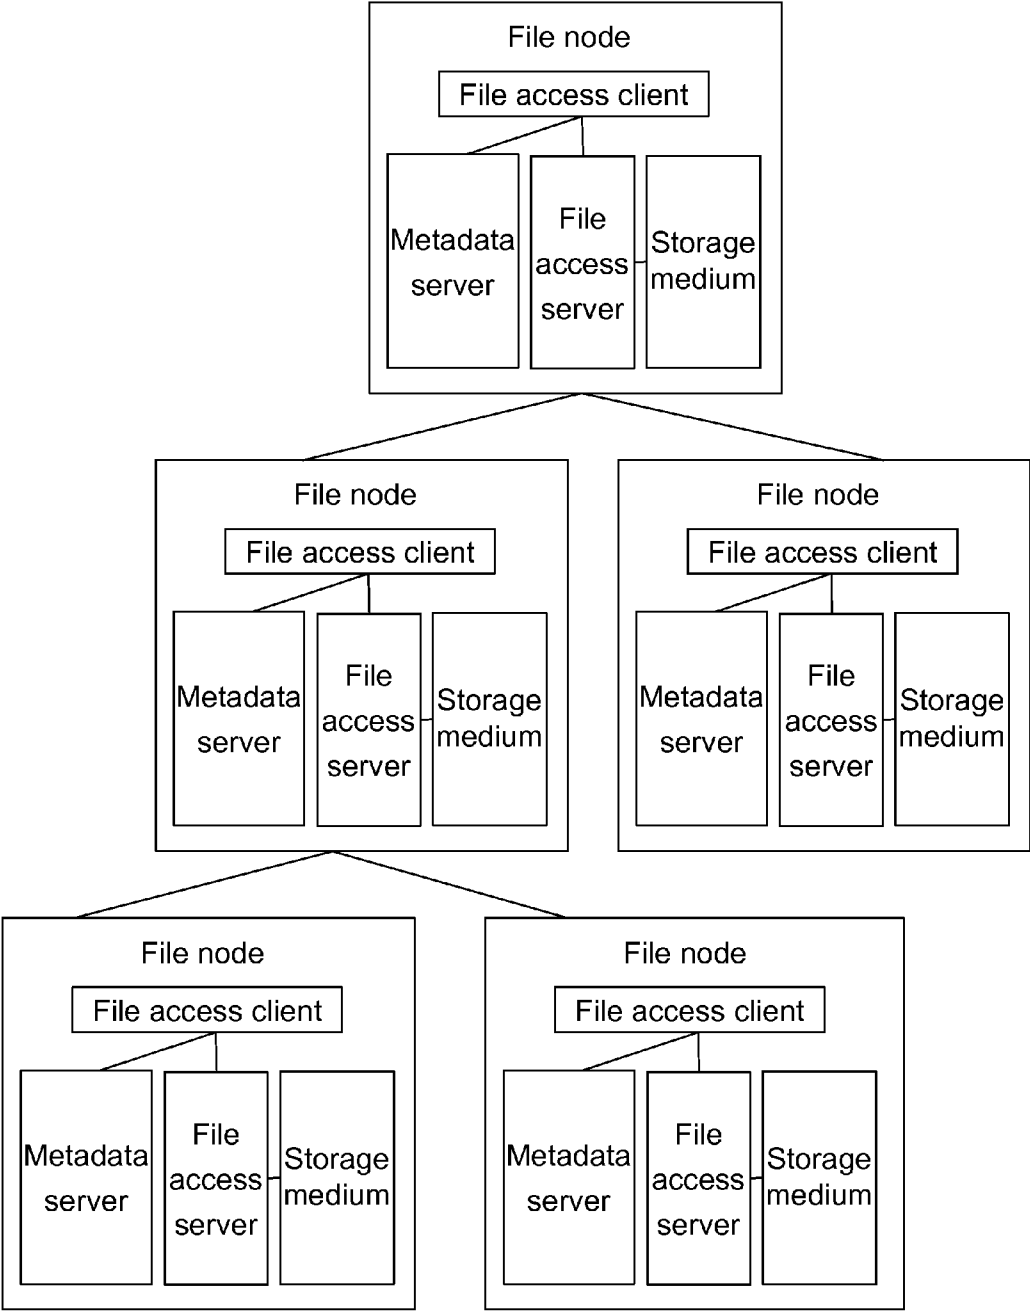 File node
File access client
Metadata
server
File
access
server
Storage
medium
File node
File access client
Metadata
server
File
access
server
Storage
medium
File node
File access client
Metadata
server
File
access
server
Storage
medium
File node
File access client
Metadata
server
File
access
server
Storage
medium
File node
File access client
Metadata
server
File
access
server
Storage
medium